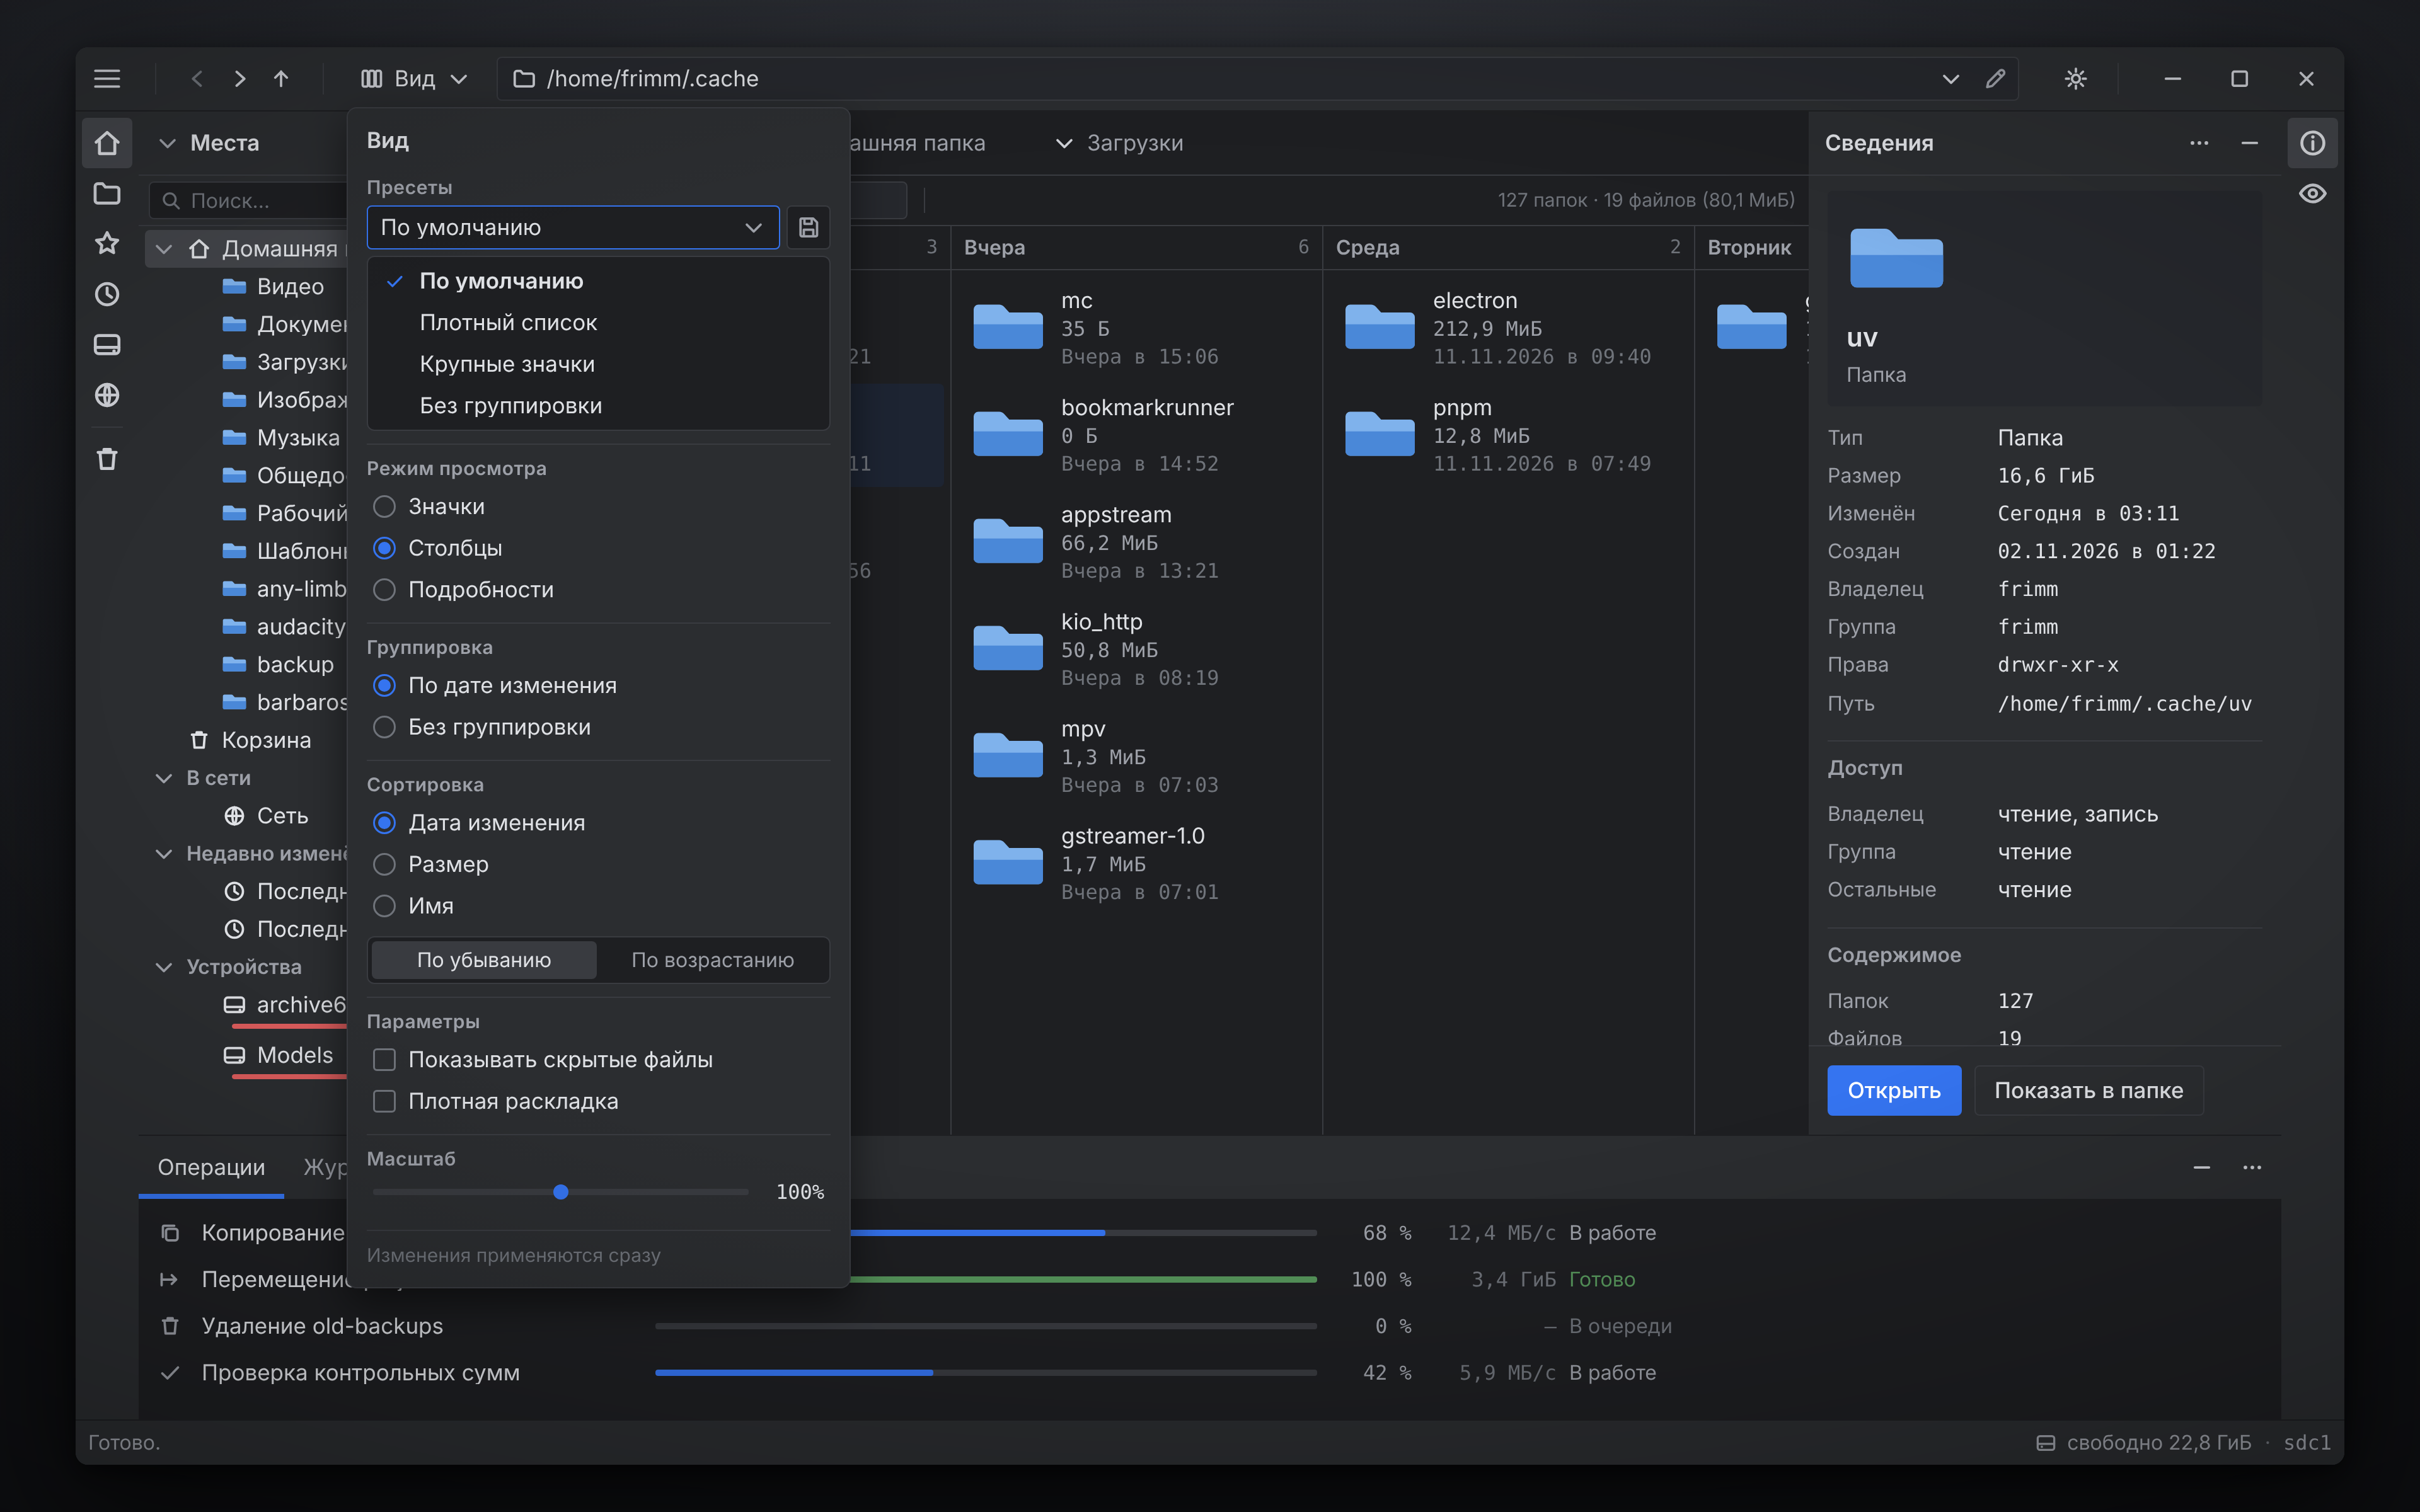 Вид
/home/frimm/.cache
Места
Поиск...
Домашняя
Видео
Загрузки
Музыка
Рабочий
backup
Корзина
В сети
Сеть
Недавно
Устройства
Models
Вид
Пресеты
По умолчанию
По умолчанию
Плотный список
Крупные значки
Без группировки
Режим просмотра
Значки
Столбцы
Подробности
Группировка
По дате изменения
Без группировки
Сортировка
Дата изменения
Размер
Имя
По убыванию По возрастанию
Параметры
Показывать скрытые файлы
Плотная раскладка
Масштаб
100%
Изменения применяются сразу
папка Загрузки
127 папок · 19 файлов (80,1 МиБ)
3
Вчера 6
mc
35 Б
Вчера в 15:06
bookmarkrunner
0 Б
Вчера в 14:52
appstream
66,2 МиБ
Вчера в 13:21
kio_http
50,8 МиБ
Вчера в 08:19
mpv
1,3 МиБ
Вчера в 07:03
gstreamer-1.0
1,7 МиБ
Вчера в 07:01
Среда 2
electron
212,9 МиБ
11.11.2026 в 09:40
pnpm
12,8 МиБ
11.11.2026 в 07:49
Вторник
Сведения
uv
Папка
Тип Папка
Размер 16,6 ГиБ
Изменён Сегодня в 03:11
Создан 02.11.2026 в 01:22
Владелец frimm
Группа frimm
Права drwxr-xr-x
Путь /home/frimm/.cache/uv
Доступ
Владелец чтение, запись
Группа чтение
Остальные чтение
Содержимое
Папок 127
Файлов 19
Открыть Показать в папке
Операции
Копирование 68 % 12,4 МБ/с В работе
Перемещение 100 % 3,4 ГиБ Готово
Удаление old-backups 0 % — В очереди
Проверка контрольных сумм 42 % 5,9 МБ/с В работе
Готово.
свободно 22,8 ГиБ · sdc1